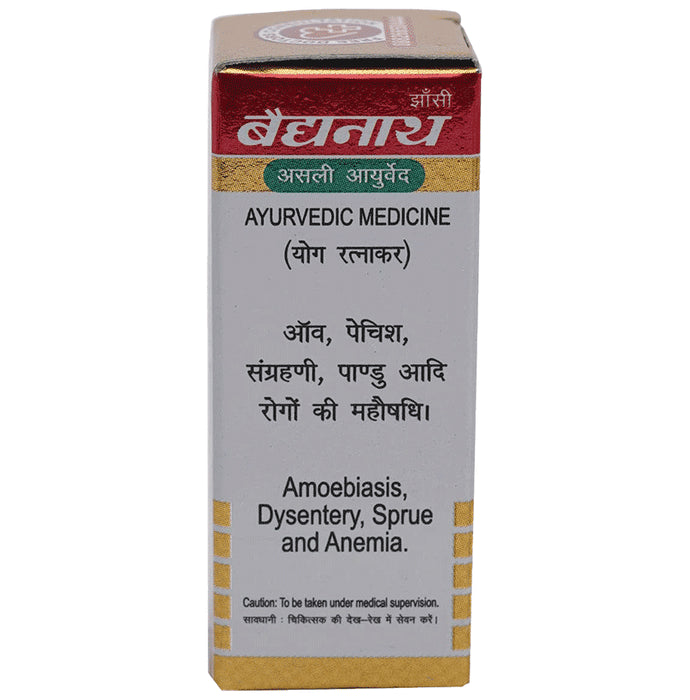 झाँसी
बैद्यनाथ
असली आयुर्वेद
AYURVEDIC MEDICINE
(योग रत्नाकर)
ऑव, पेचिश,
संग्रहणी, पाण्डु आदि
रोगों की महौषधि।
Amoebiasis,
Dysentery, Sprue
and Anemia.
Caution: To be taken under medical supervision.
सावधानी : चिकित्सक की देख-रेख में सेवन करें।